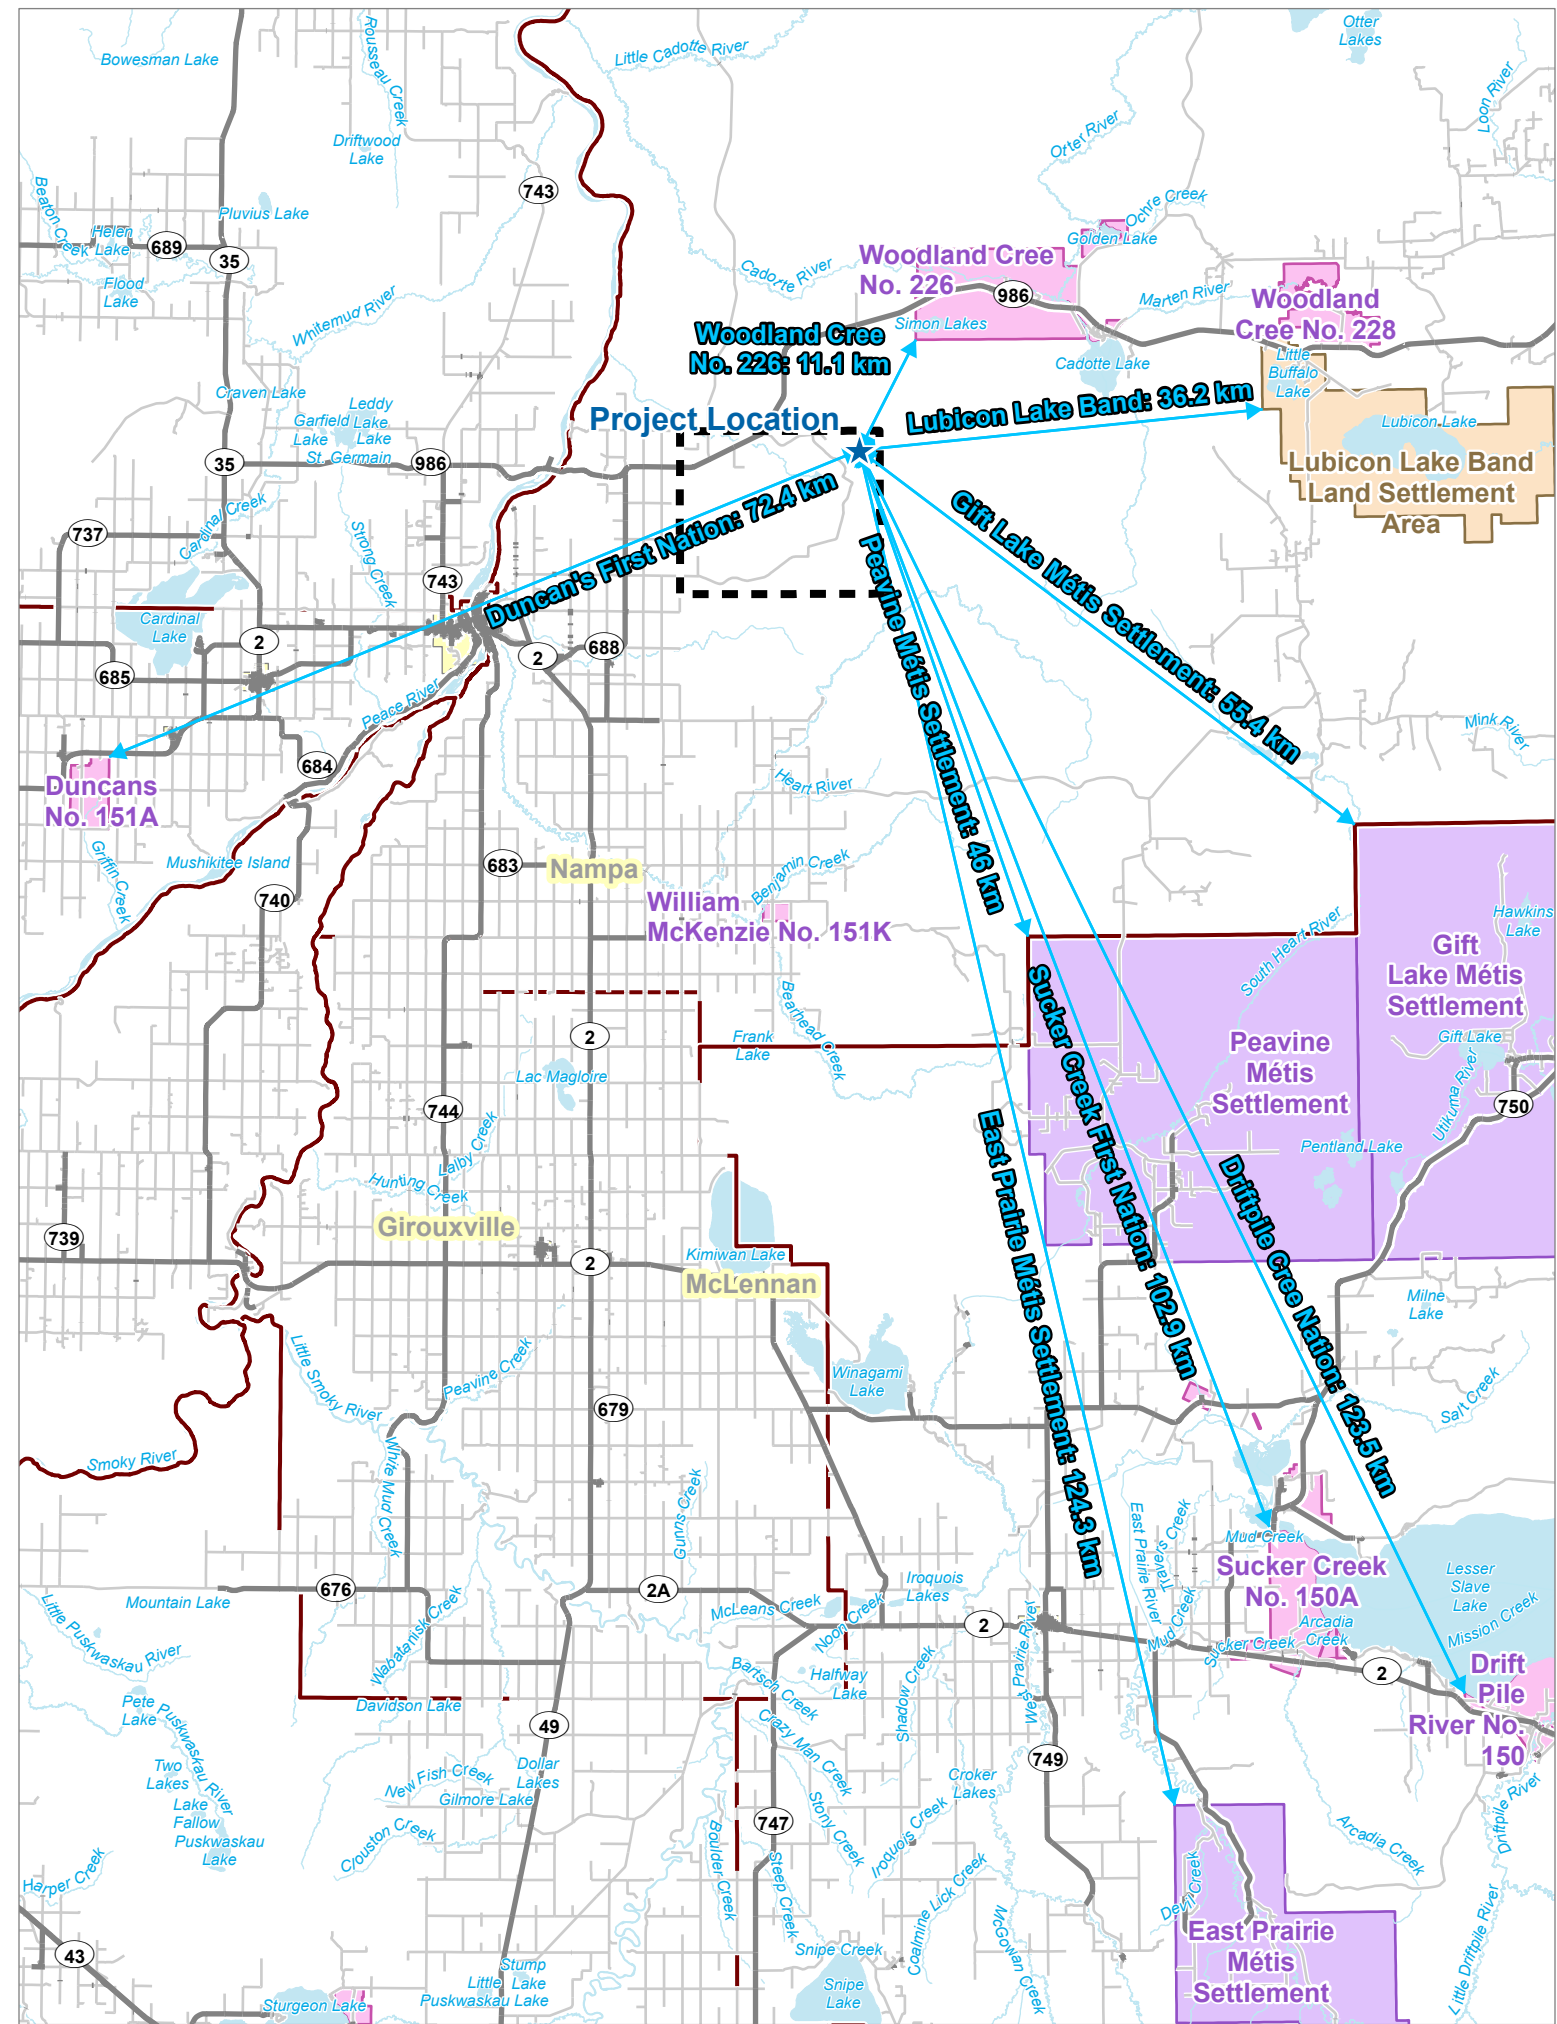 Bowesman Lake
Rousseau Creek
Little Cadotte River
Otter
Lakes
Loon River
Driftwood
Lake
Otter River
743
Beaton Creek
Pluvius Lake
Helen
Lake
689
35
Flood
Lake
Ochre Creek
Golden Lake
Woodland Cree
No. 226
Cadotte River
986
Marten River
Woodland
Cree No. 228
Whitemud River
Simon Lakes
Woodland Cree
No. 226: 11.1 km
Cadotte Lake
Little
Buffalo
Lake
Craven Lake
Leddy
Lake
Garfield
Lake
Lake
St. Germain
Project Location
Lubicon Lake Band: 36.2 km
Lubicon Lake
35
986
Lubicon Lake Band
Land Settlement
Area
Duncan's First Nation: 72.4 km
Gift Lake Métis Settlement: 55.4 km
737
Cardinal Creek
Strong Creek
743
Cardinal
Lake
2
688
2
685
Peavine Métis Settlement: 46 km
Peace River
Mink River
684
Duncans
No. 151A
Heart River
Griffin Creek
Mushikitee Island
683
Nampa
Benjamin Creek
740
William
McKenzie No. 151K
Hawkins
Lake
South Heart River
Gift
Lake Métis
Settlement
Bearhead Creek
Sucker Creek First Nation: 102.9 km
2
Frank
Lake
Gift Lake
Peavine
Métis
Settlement
Lac Magloire
Utikuma River
750
744
Lalby Creek
Hunting Creek
East Prairie Métis Settlement: 124.3 km
Driftpile Cree Nation: 123.5 km
Pentland Lake
739
Girouxville
2
Kimiwan Lake
McLennan
Milne
Lake
Little Smoky River
Peavine Creek
Winagami
Lake
679
Salt Creek
Smoky River
White Mud Creek
Gunns Creek
East Prairie River
Travers Creek
Mud Creek
Mud Creek
Sucker Creek
No. 150A
Lesser
Slave
Lake
Mission Creek
676
2A
Mountain Lake
Little Puskwaskau River
Wabatanisk Creek
McLeans Creek
Noon Creek
Iroquois
Lakes
2
West Prairie River
Sucker Creek
Arcadia
Creek
2
Drift
Pile
River No.
150
Bartsch Creek
Halfway
Lake
Shadow Creek
Davidson Lake
Pete
Lake
Puskwaskau River
49
Crazy Man Creek
749
Two
Lakes
New Fish Creek
Dollar
Lakes
Gilmore Lake
Croker
Lakes
Stony Creek
Lake
Fallow
Puskwaskau
Lake
Crouston Creek
747
Iroquois Creek
Arcadia Creek
Driftpile River
Boulder Creek
Steep Creek
Harper Creek
Coalmine Lick Creek
McGowan Creek
Devil Creek
Little Driftpile River
East Prairie
Métis
Settlement
43
Snipe Creek
Snipe
Lake
Stump
Lake
Little
Puskwaskau Lake
Sturgeon Lake